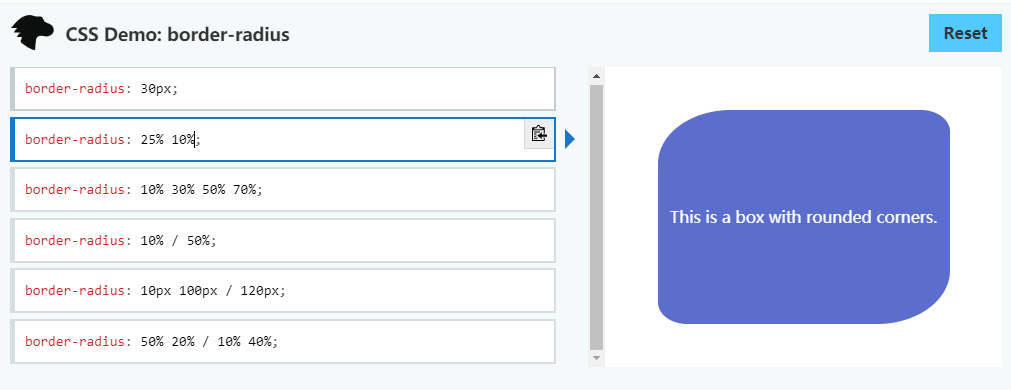 CSS Demo: border-radius
Reset
border-radius: 30px;
border-radius: 25% 10%;
border-radius: 10% 30% 50% 70%;
border-radius: 10% / 50%;
border-radius: 10px 100px / 120px;
border-radius: 50% 20% / 10% 40%;
This is a box with rounded corners.